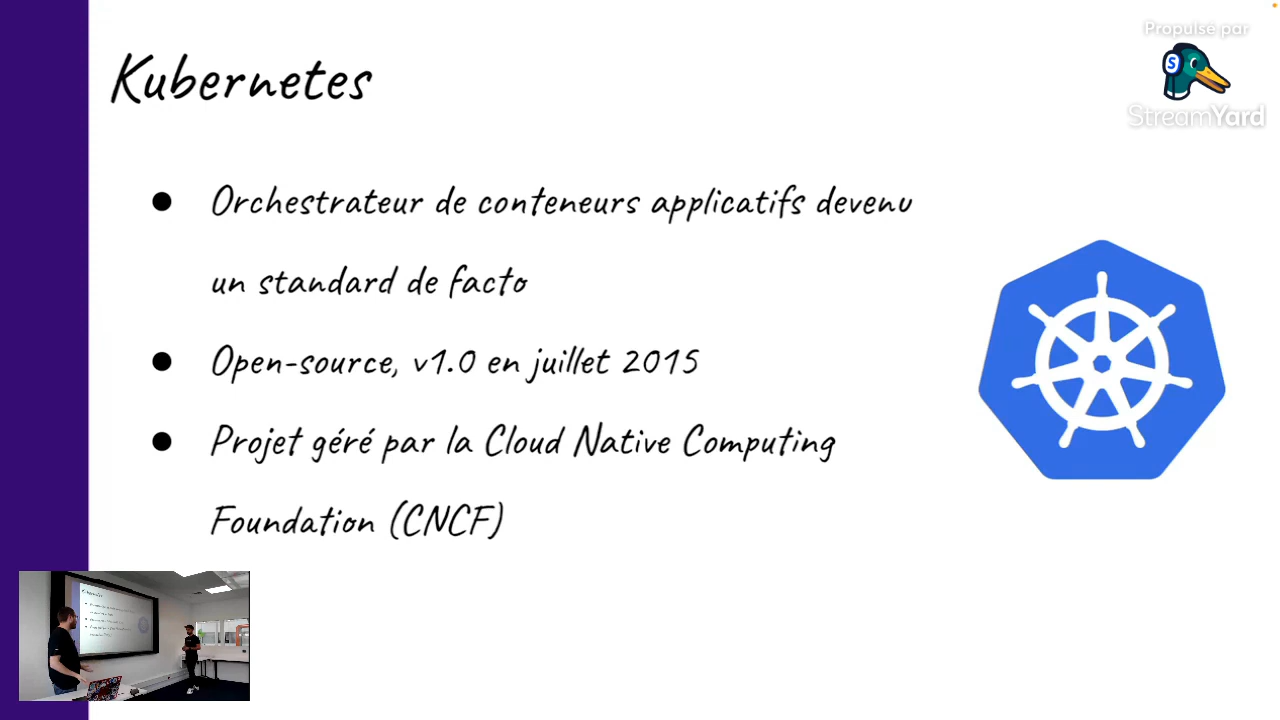 Kubernetes
Propulsé par
S
StreamYard
● Orchestrateur de conteneurs applicatifs devenu
un standard de facto
● Open-source, v1.0 en juillet 2015
● Projet géré par la Cloud Native Computing
Foundation (CNCF)
Kubernetes